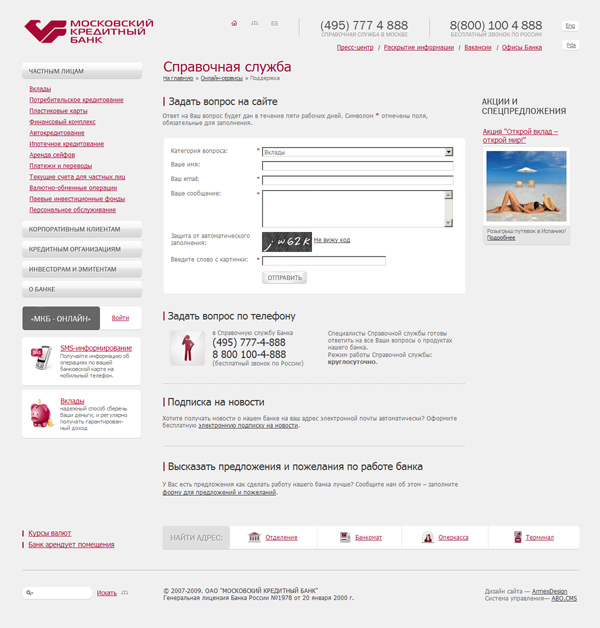 МОСКОВСКИЙ
КРЕДИТНЫЙ
БАНК
(495) 777 4 888
СПРАВОЧНАЯ СЛУЖБА В МОСКВЕ
8(800) 100 4 888
БЕСПЛАТНЫЙ ЗВОНОК ПО РОССИИ
Eng
Pda
Пресс-центр / Раскрытие информации / Вакансии / Офисы Банка
Справочная служба
На главную » Онлайн-сервисы » Поддержка
ЧАСТНЫМ ЛИЦАМ
Вклады
Потребительское кредитование
Пластиковые карты
Финансовый комплекс
Автокредитование
Ипотечное кредитование
Аренда сейфов
Платежи и переводы
Текущие счета для частных лиц
Валютно-обменные операции
Паевые инвестиционные фонды
Персональное обслуживание
КОРПОРАТИВНЫМ КЛИЕНТАМ
КРЕДИТНЫМ ОРГАНИЗАЦИЯМ
ИНВЕСТОРАМ И ЭМИТЕНТАМ
О БАНКЕ
«МКБ - ОНЛАЙН»
Войти
SMS-информирование
Получайте информацию об
операциях по вашей
банковской карте на
мобильный телефон.
Вклады
надежный способ сберечь
Ваши деньги, и регулярно
получать гарантирован-
ный доход
Задать вопрос на сайте
Ответ на Ваш вопрос будет дан в течение пяти рабочих дней. Символом * отмечены поля,
обязательные для заполнения.
Категория вопроса: *
Вклады
Ваше имя:
Ваш email: *
Ваше сообщение: *
Защита от автоматического
заполнения:
jw62K
Не вижу код
Введите слово с картинки: *
ОТПРАВИТЬ
АКЦИИ И
СПЕЦПРЕДЛОЖЕНИЯ
Акция "Открой вклад –
открой мир!"
Розыгрыш путевок в Испанию!
Подробнее
Задать вопрос по телефону
в Справочную службу Банка
(495) 777-4-888
8 800 100-4-888
(бесплатный звонок по России)
Специалисты Справочной службы готовы
ответить на все Ваши вопросы о продуктах
нашего банка.
Режим работы Справочной службы:
круглосуточно.
Подписка на новости
Хотите получать новости о нашем банке на ваш адрес электронной почты автоматически? Оформите
бесплатную электронную подписку на новости.
Высказать предложения и пожелания по работе банка
У Вас есть предложения как сделать работу нашего банка лучше? Сообщите нам об этом – заполните
форму для предложений и пожеланий.
Курсы валют
Банк арендует помещения
НАЙТИ АДРЕС:
Отделение
Банкомат
Оперкасса
Терминал
Искать
© 2007-2009. ОАО "МОСКОВСКИЙ КРЕДИТНЫЙ БАНК"
Генеральная лицензия Банка России №1978 от 20 января 2000 г.
Дизайн сайта — ArmexDesign
Система управления— ABO.CMS